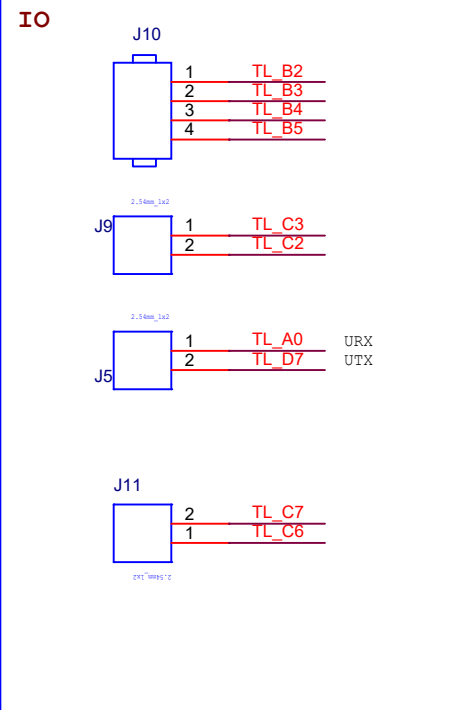 IO
J10
1 TL_B2
2 TL_B3
3 TL_B4
4 TL_B5
2.54mm_1x2
J9
1 TL_C3
2 TL_C2
2.54mm_1x2
1 TL_A0 URX
2 TL_D7 UTX
J5
J11
2 TL_C7
1 TL_C6
2.54mm_1x2